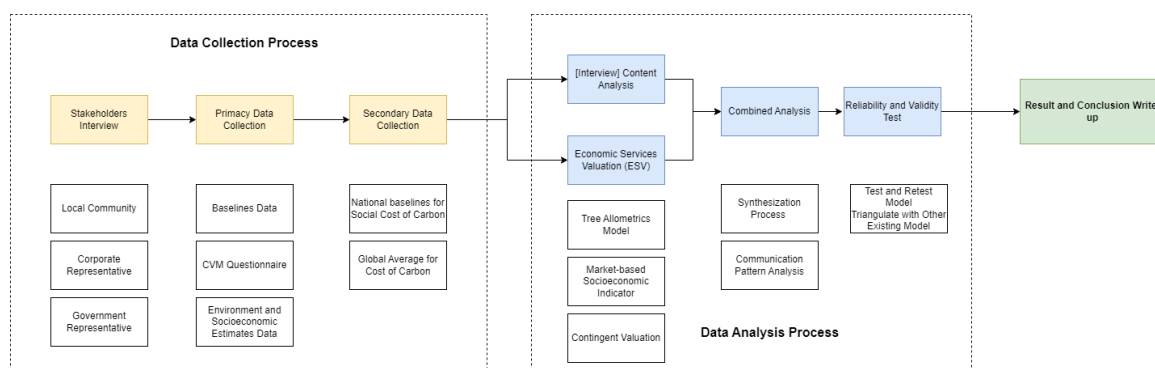 Data Collection Process
Stakeholders
Interview
Primacy Data
Collection
Secondary Data
Collection
Local Community
Corporate
Representative
Government
Representative
Baselines Data
CVM Questionnaire
Environment and
Socioeconomic
Estimates Data
National baselines for
Social Cost of Carbon
Global Average for
Cost of Carbon
[Interview] Content
Analysis
Economic Services
Valuation (ESV)
Combined Analysis
Reliability and Validity
Test
Tree Allometrics
Model
Market-based
Socioeconomic
Indicator
Contingent Valuation
Synthesization
Process
Communication
Pattern Analysis
Test and Retest
Model
Triangulate with Other
Existing Model
Data Analysis Process
Result and Conclusion Write
up